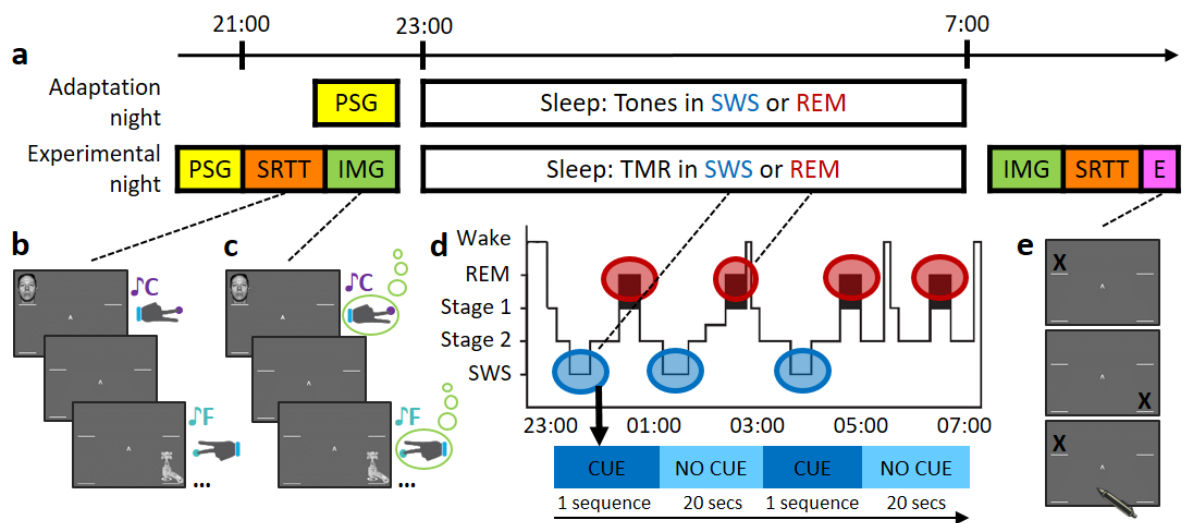 21:00
23:00
7:00
a
Adaptation
night
PSG
Sleep: Tones in SWS or REM
Experimental
night
PSG
SRTT
IMG
Sleep: TMR in SWS or REM
IMG
SRTT
E
b
♪C
♪F
...
c
♪C
♪F
...
d
Wake
REM
Stage 1
Stage 2
SWS
23:00
01:00
03:00
05:00
07:00
CUE
NO CUE
CUE
NO CUE
1 sequence
20 secs
1 sequence
20 secs
e
X
X
X